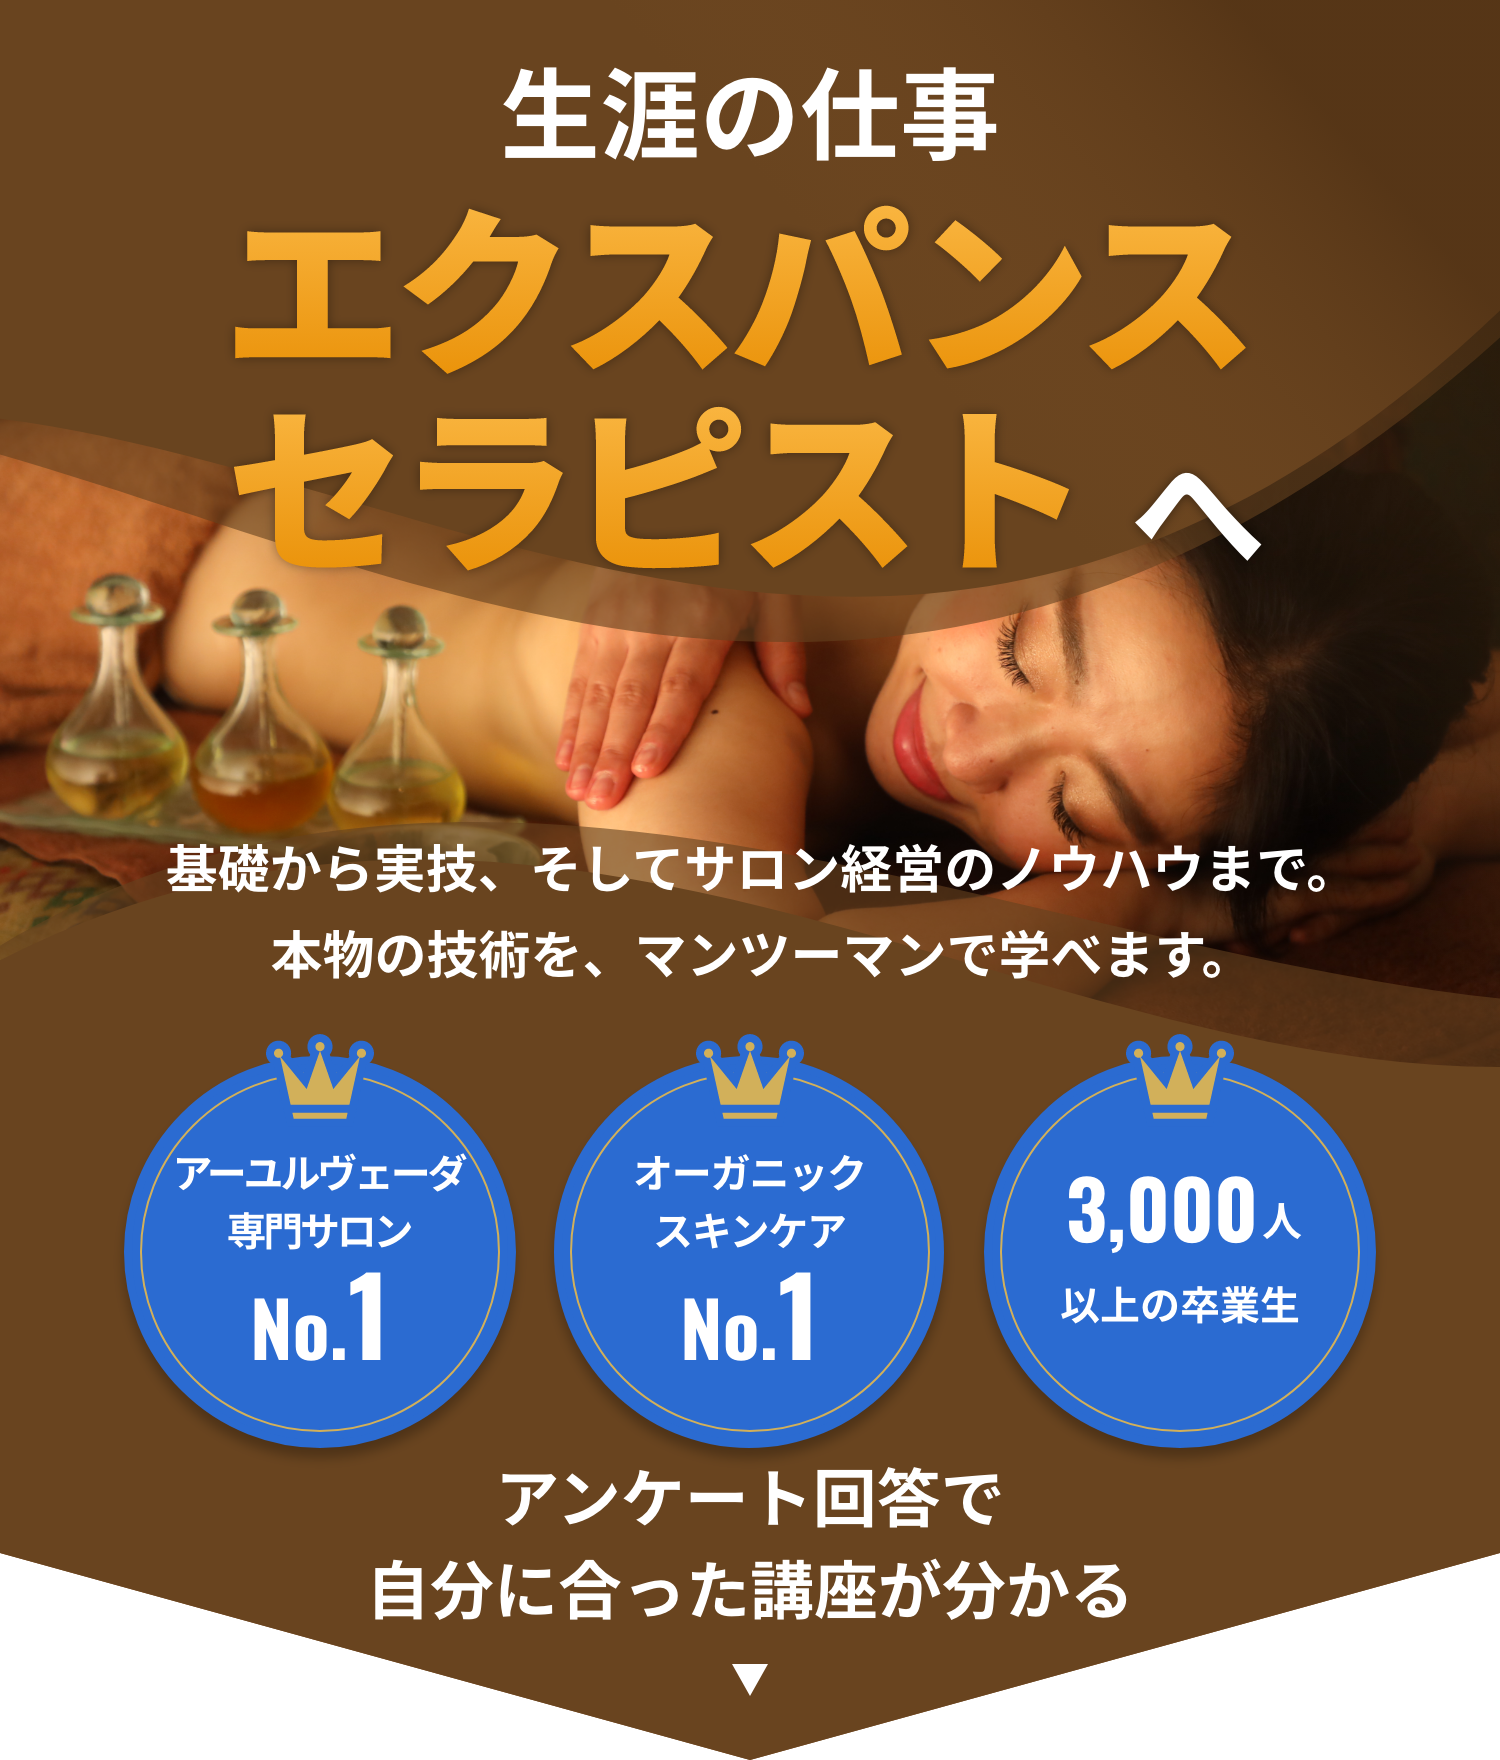 生涯の仕事
エクスパンス
セラピスト へ
基礎から実技、そしてサロン経営のノウハウまで。
本物の技術を、マンツーマンで学べます。
アーユルヴェーダ
専門サロン
No.1
オーガニック
スキンケア
No.1
3,000人
以上の卒業生
アンケート回答で
自分に合った講座が分かる
▼